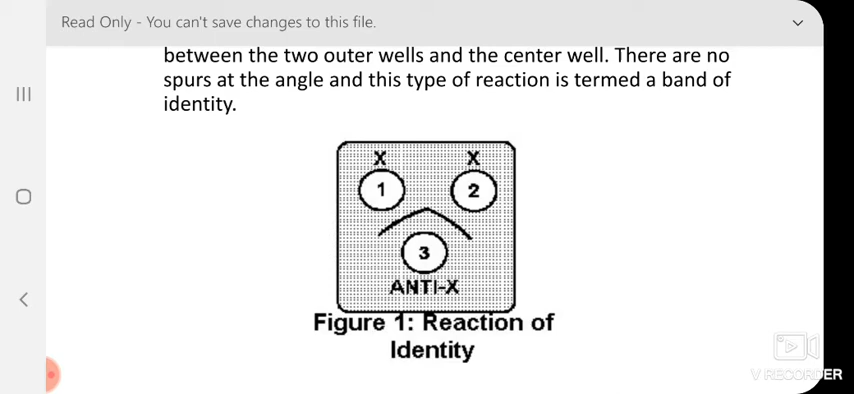 Read Only - You can't save changes to this file.
between the two outer wells and the center well. There are no
spurs at the angle and this type of reaction is termed a band of
identity.
X X
1 2
3
ANTI-X
Figure 1: Reaction of
Identity
V RECORDER